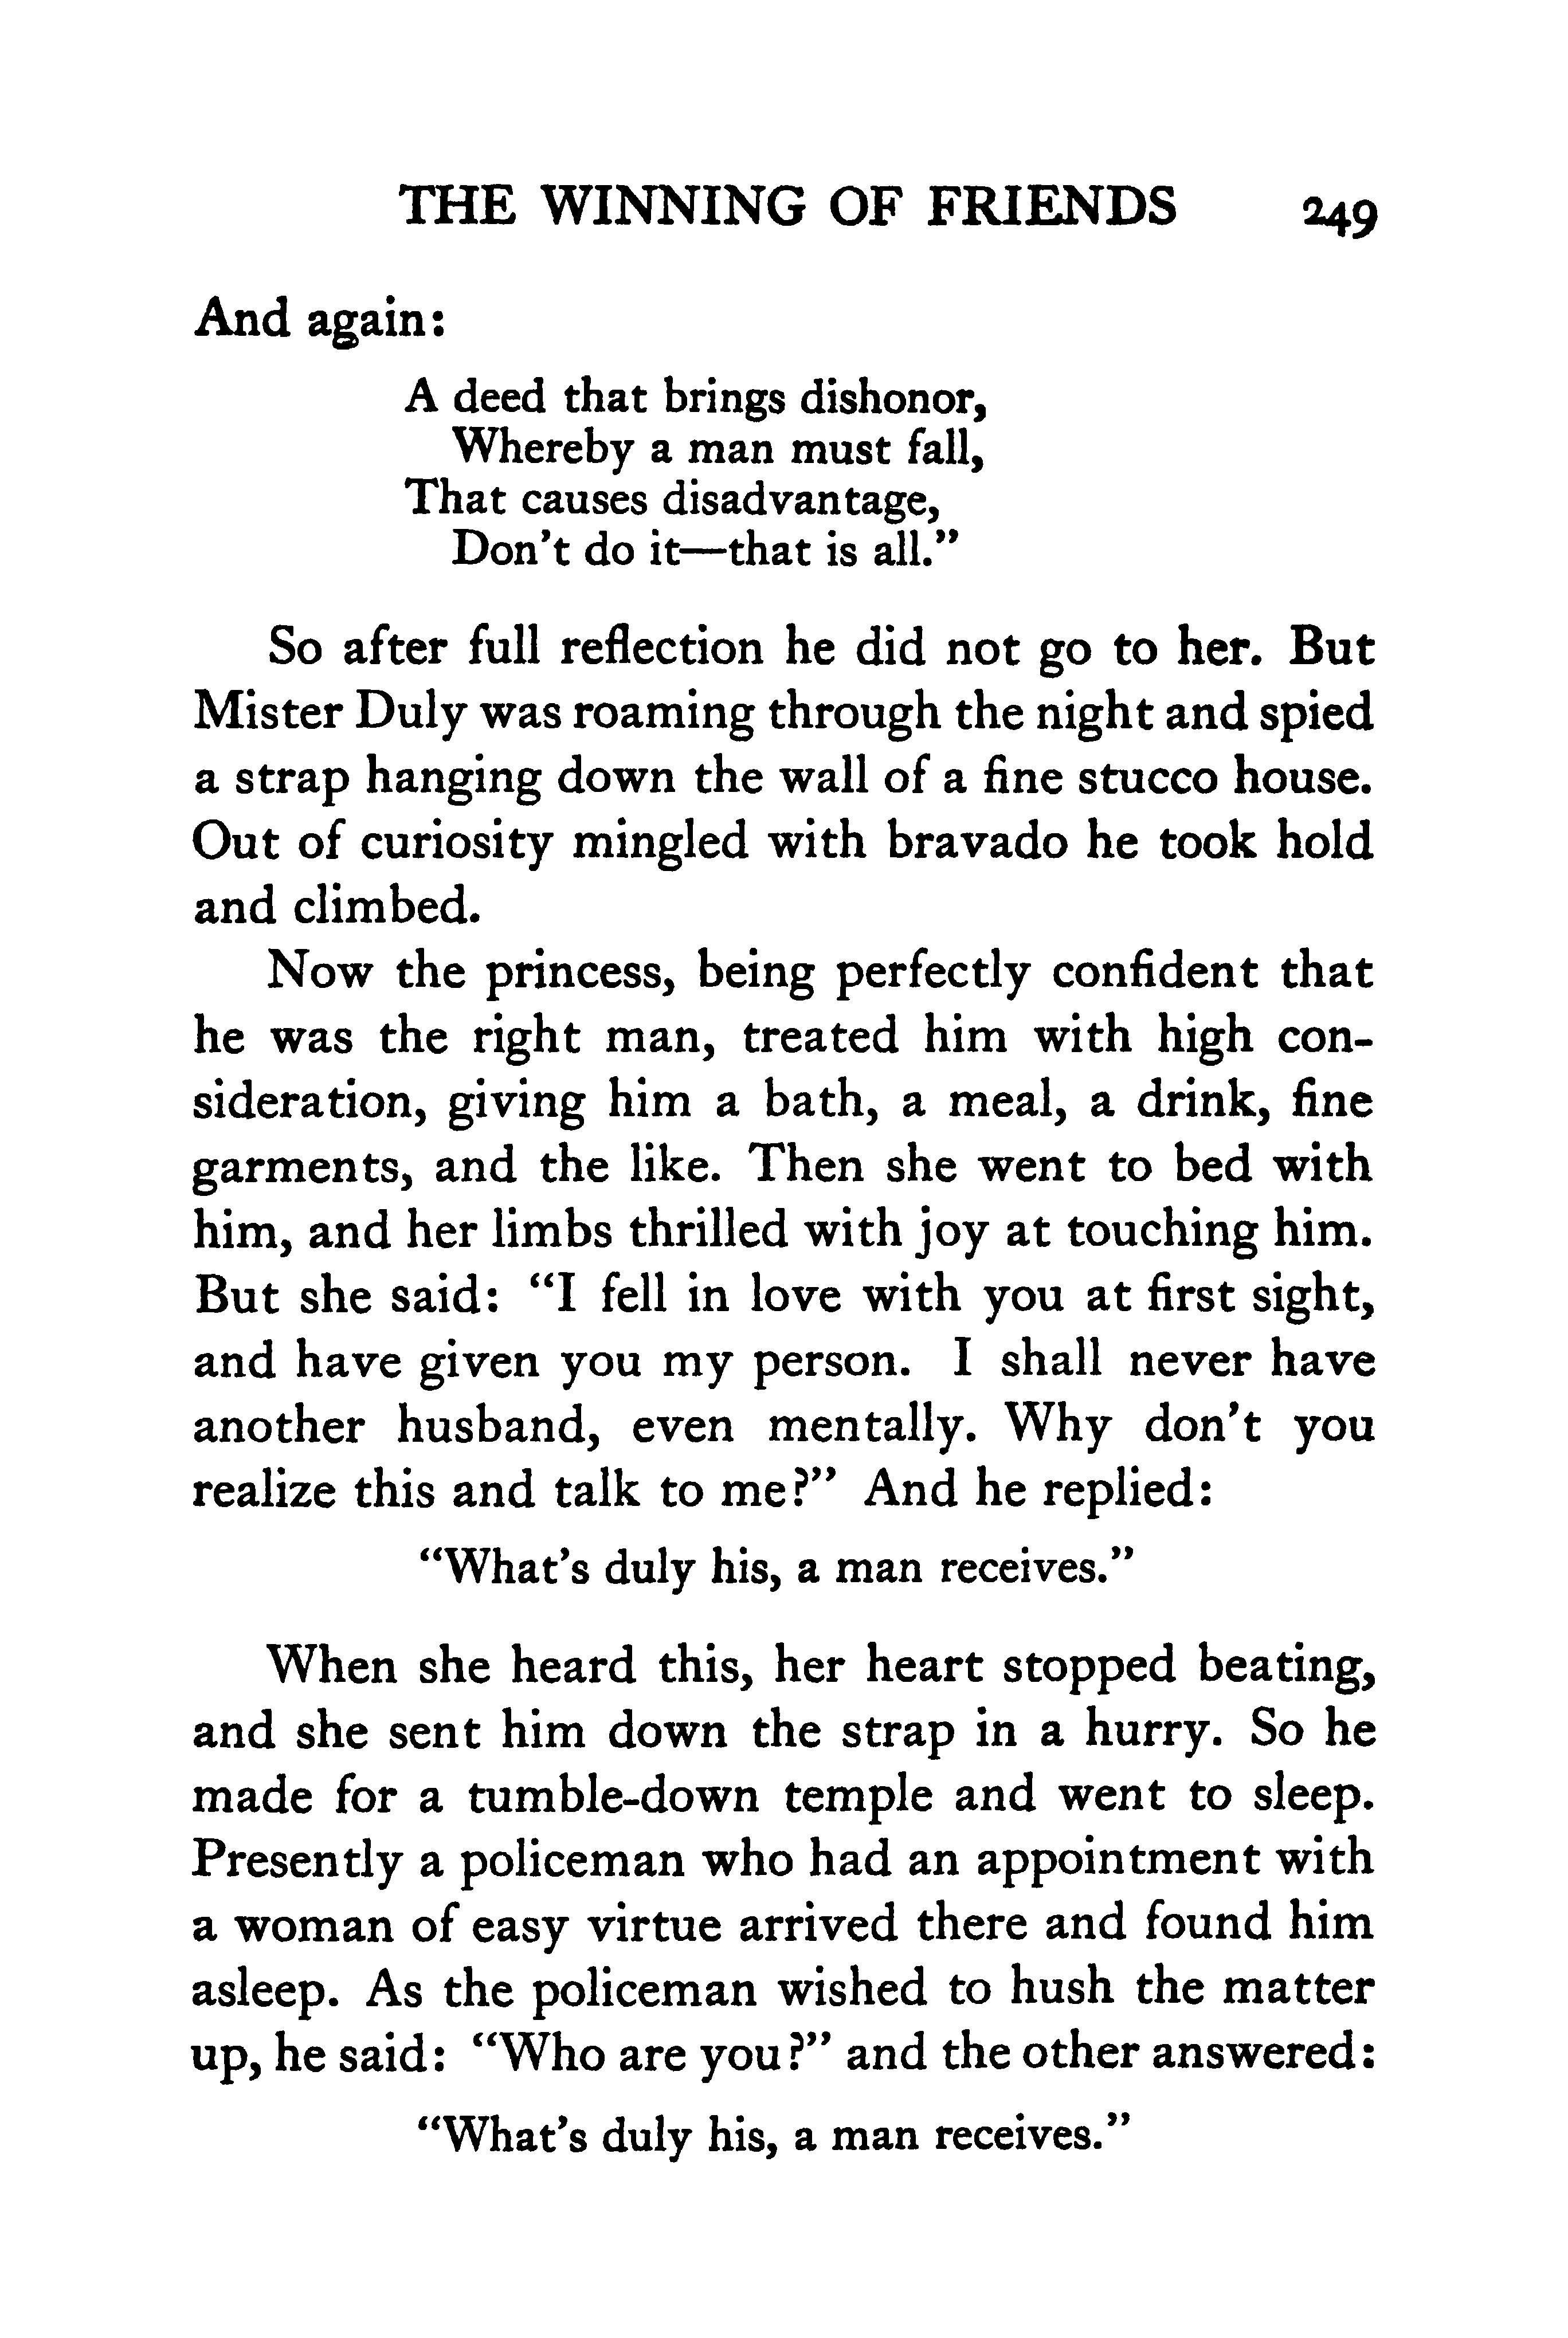 THE WINNING OF FRIENDS 249
And again:
A deed that brings dishonor,
Whereby a man must fall,
That causes disadvantage,
Don't do it—that is all.”
So after full reflection he did not go to her. But
Mister Duly was roaming through the night and spied
a strap hanging down the wall of a fine stucco house.
Out of curiosity mingled with bravado he took hold
and climbed.
Now the princess, being perfectly confident that
he was the right man, treated him with high con-
sideration, giving him a bath, a meal, a drink, fine
garments, and the like. Then she went to bed with
him, and her limbs thrilled with joy at touching him.
But she said: “I fell in love with you at first sight,
and have given you my person. I shall never have
another husband, even mentally. Why don't you
realize this and talk to me?” And he replied:
“What's duly his, a man receives.”
When she heard this, her heart stopped beating,
and she sent him down the strap in a hurry. So he
made for a tumble-down temple and went to sleep.
Presently a policeman who had an appointment with
a woman of easy virtue arrived there and found him
asleep. As the policeman wished to hush the matter
up, he said: “Who are you?” and the other answered:
“What's duly his, a man receives.”